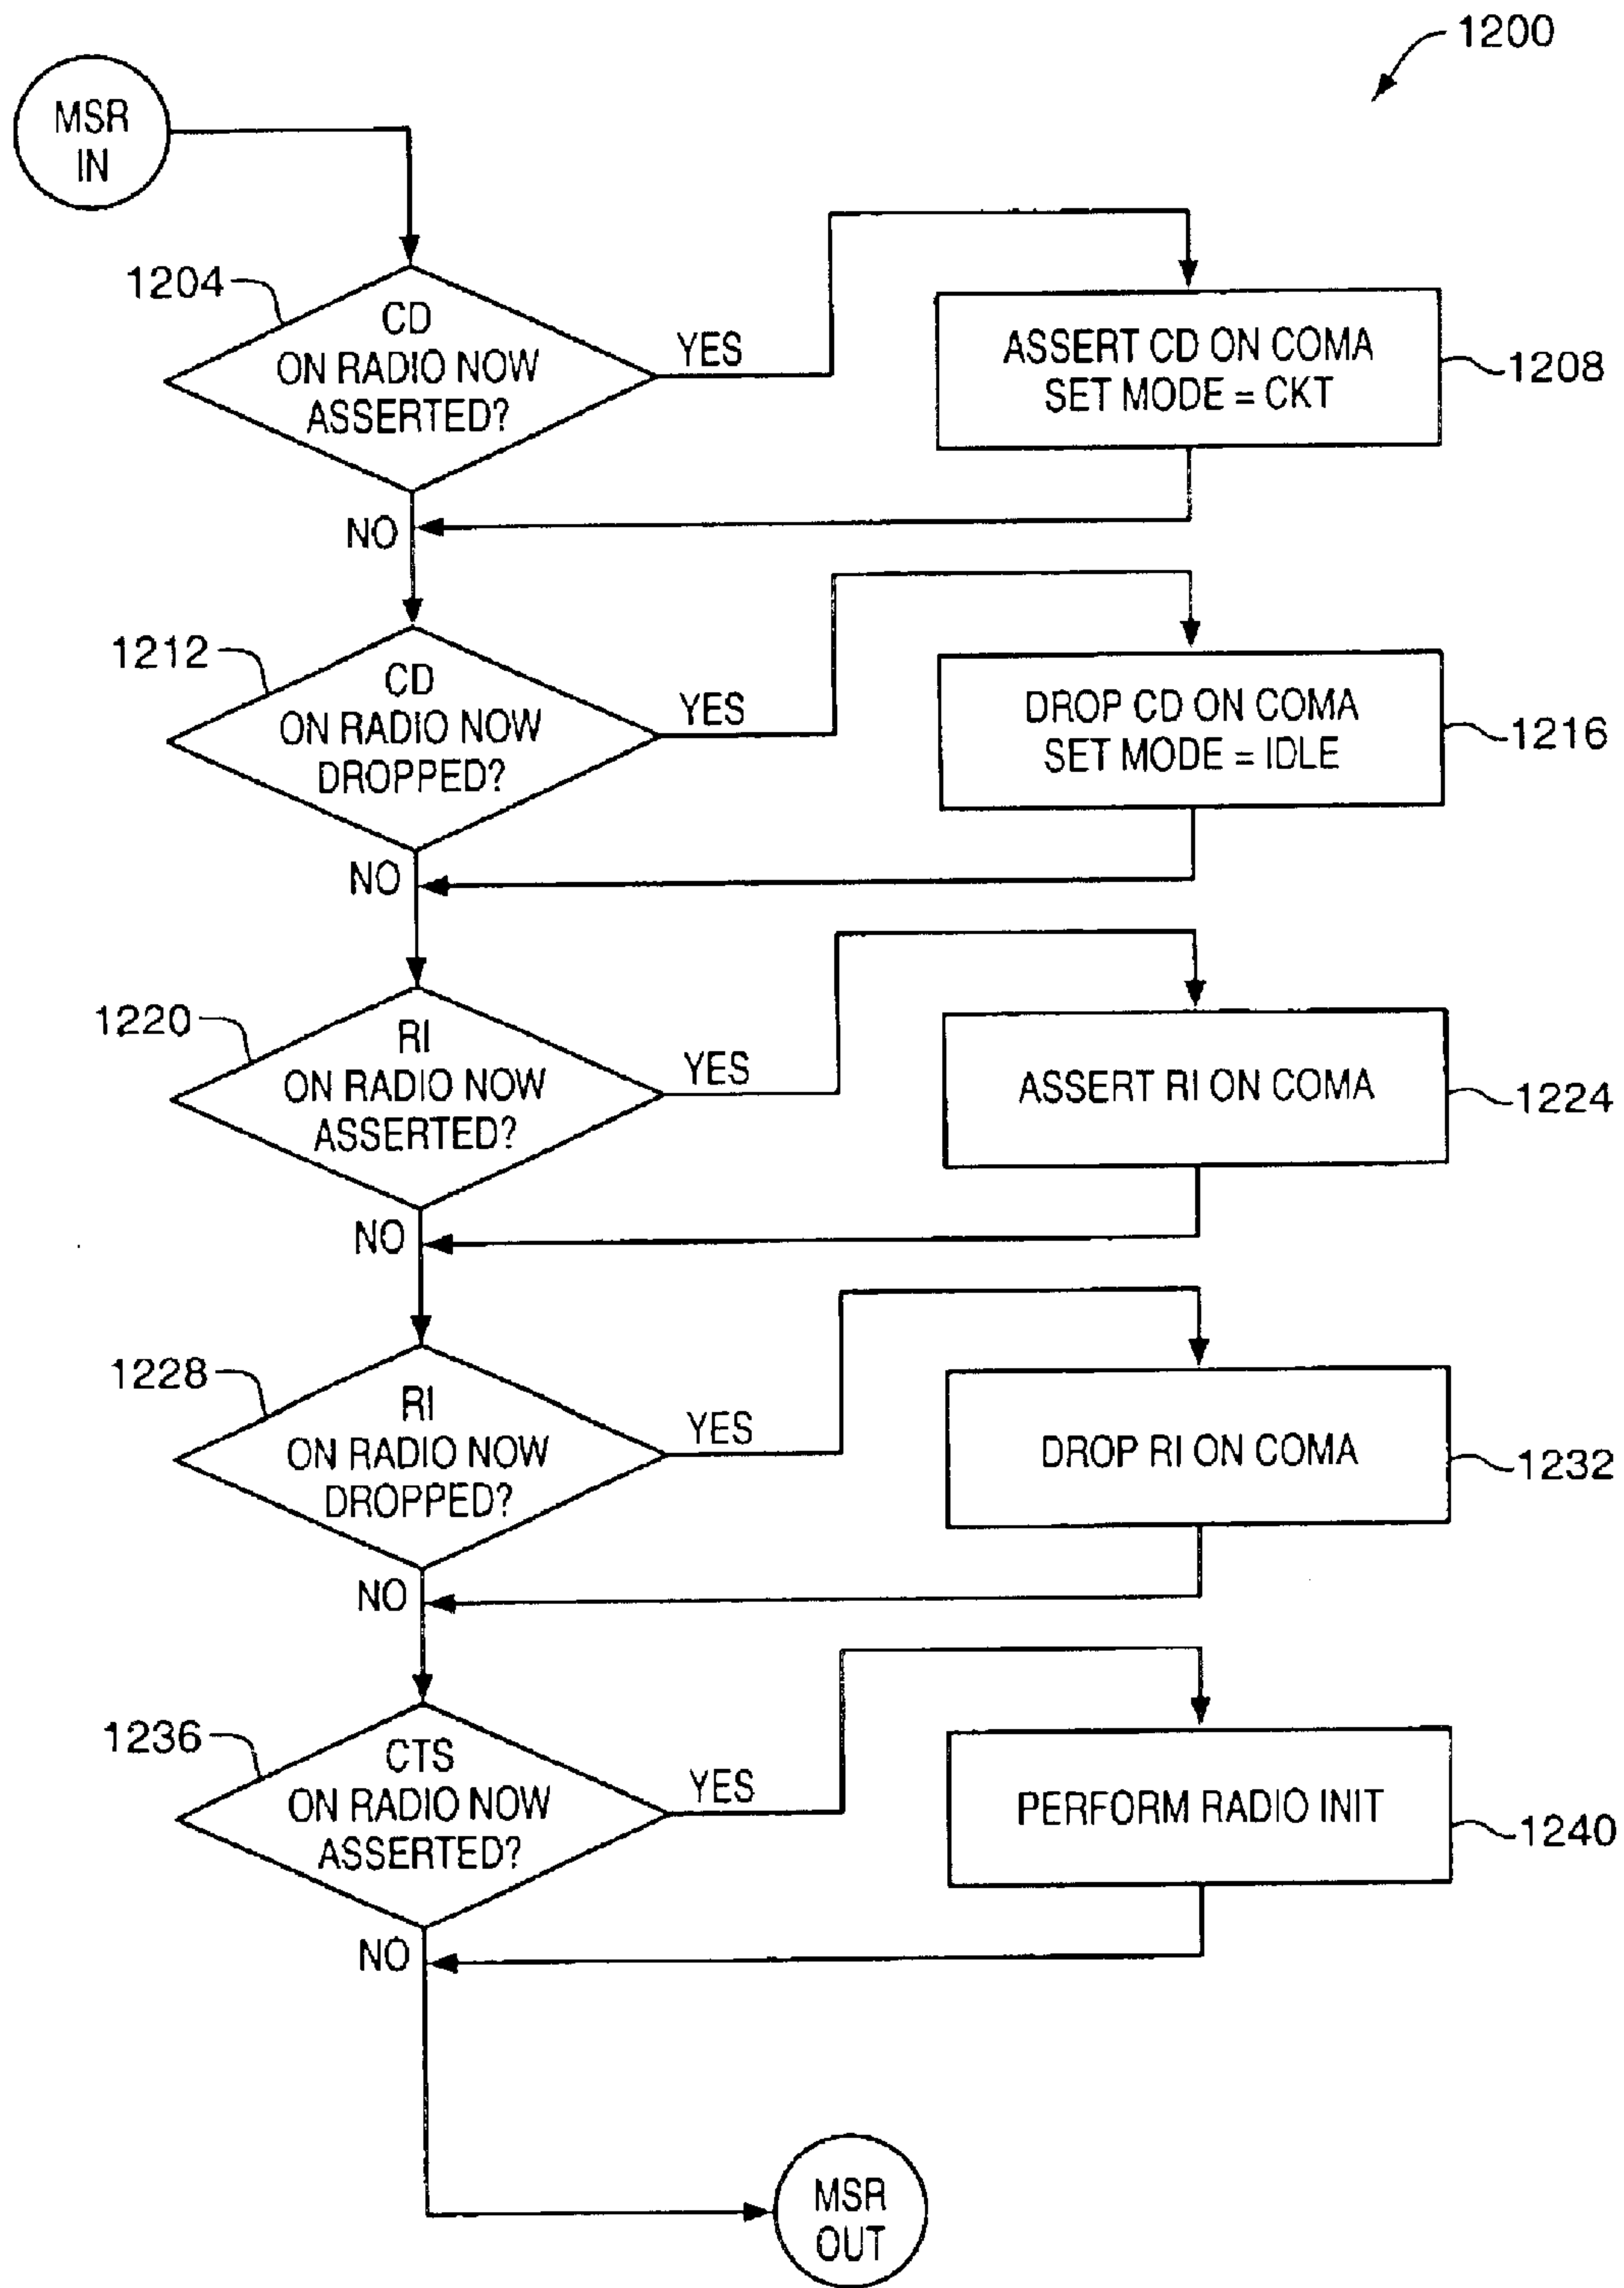 1200
MSR
IN
1204
CD
ON RADIO NOW
ASSERTED?
YES
NO
ASSERT CD ON COMA
SET MODE = CKT
1208
1212
CD
ON RADIO NOW
DROPPED?
YES
NO
DROP CD ON COMA
SET MODE = IDLE
1216
1220
RI
ON RADIO NOW
ASSERTED?
YES
NO
ASSERT RI ON COMA
1224
1228
RI
ON RADIO NOW
DROPPED?
YES
NO
DROP RI ON COMA
1232
1236
CTS
ON RADIO NOW
ASSERTED?
YES
NO
PERFORM RADIO INIT
1240
MSR
OUT